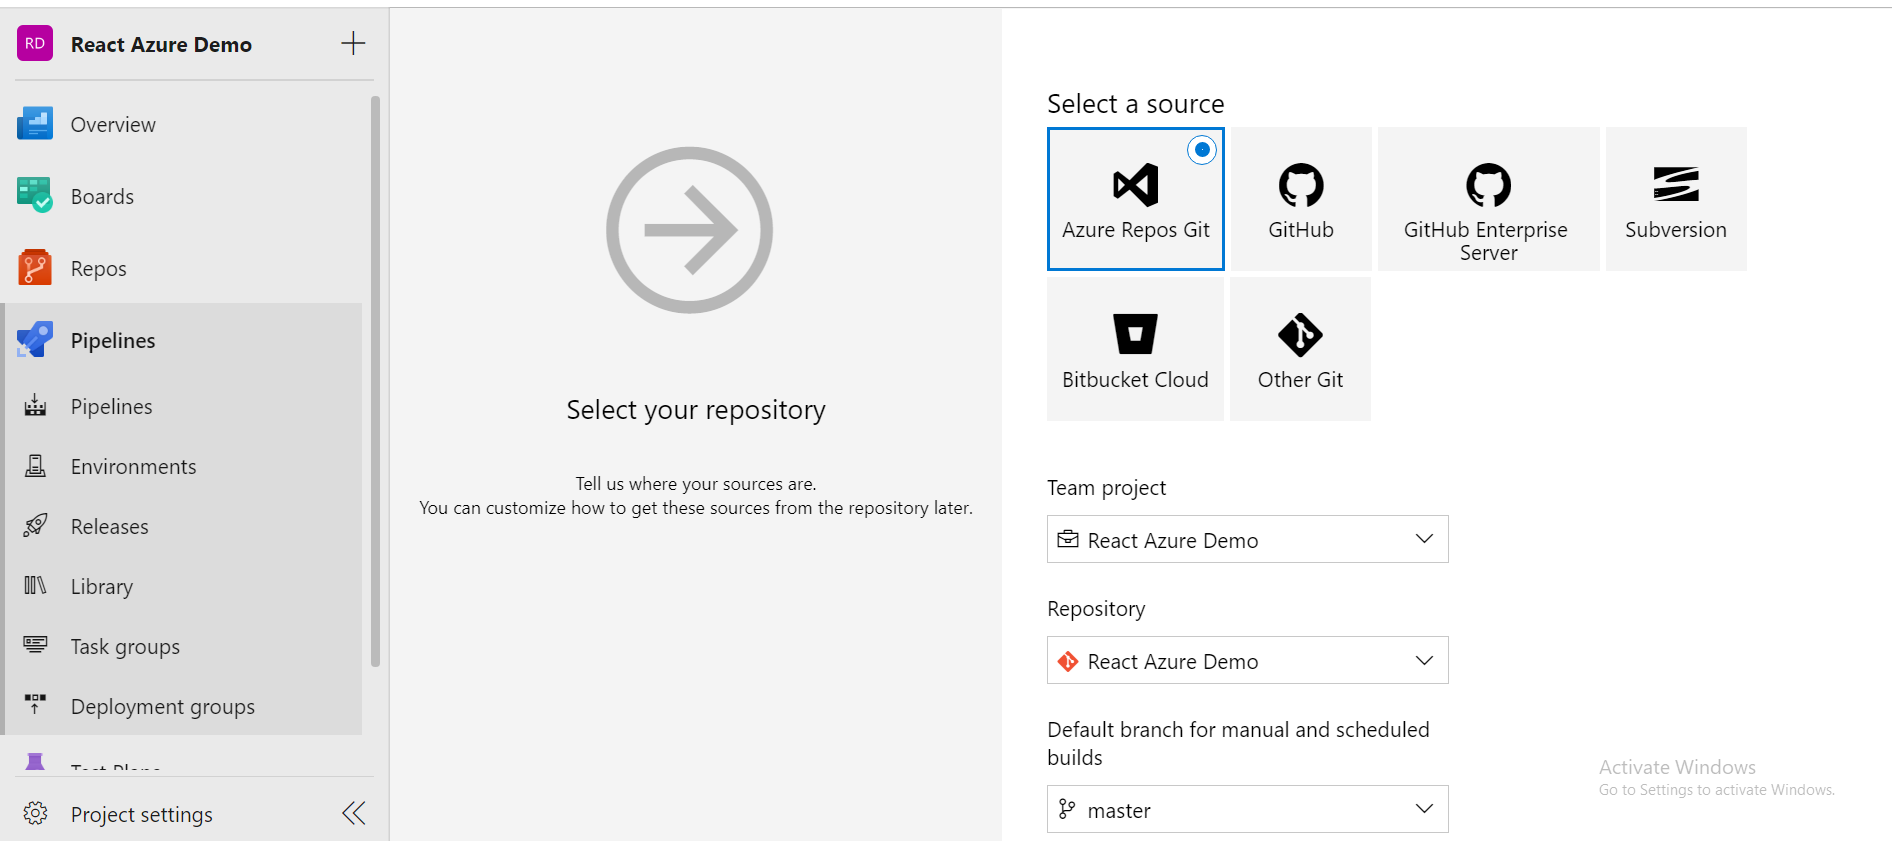 RD
React Azure Demo
Overview
Boards
Repos
Pipelines
Pipelines
Environments
Releases
Library
Task groups
Deployment groups
Test Plans
Project settings
Select your repository
Tell us where your sources are.
You can customize how to get these sources from the repository later.
Select a source
Azure Repos Git
GitHub
GitHub Enterprise
Server
Subversion
Bitbucket Cloud
Other Git
Team project
React Azure Demo
Repository
React Azure Demo
Default branch for manual and scheduled
builds
master
Activate Windows
Go to Settings to activate Windows.